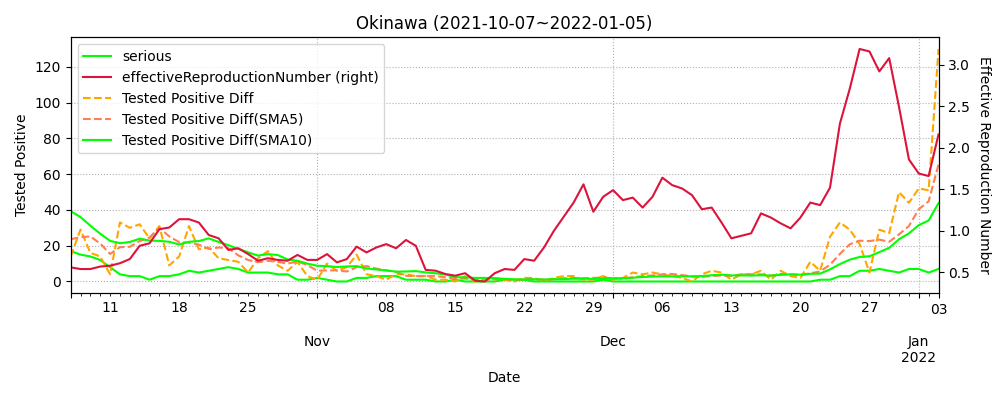 Okinawa (2021-10-07~2022-01-05)
serious
effectiveReproductionNumber (right)
Tested Positive Diff
Tested Positive Diff(SMA5)
Tested Positive Diff(SMA10)
Tested Positive
120
100
80
60
40
20
0
3.0
2.5
2.0
1.5
1.0
0.5
Effective Reproduction Number
11 18 25 08 15 22 29 06 13 20 27 03
Nov Dec Jan
2022
Date